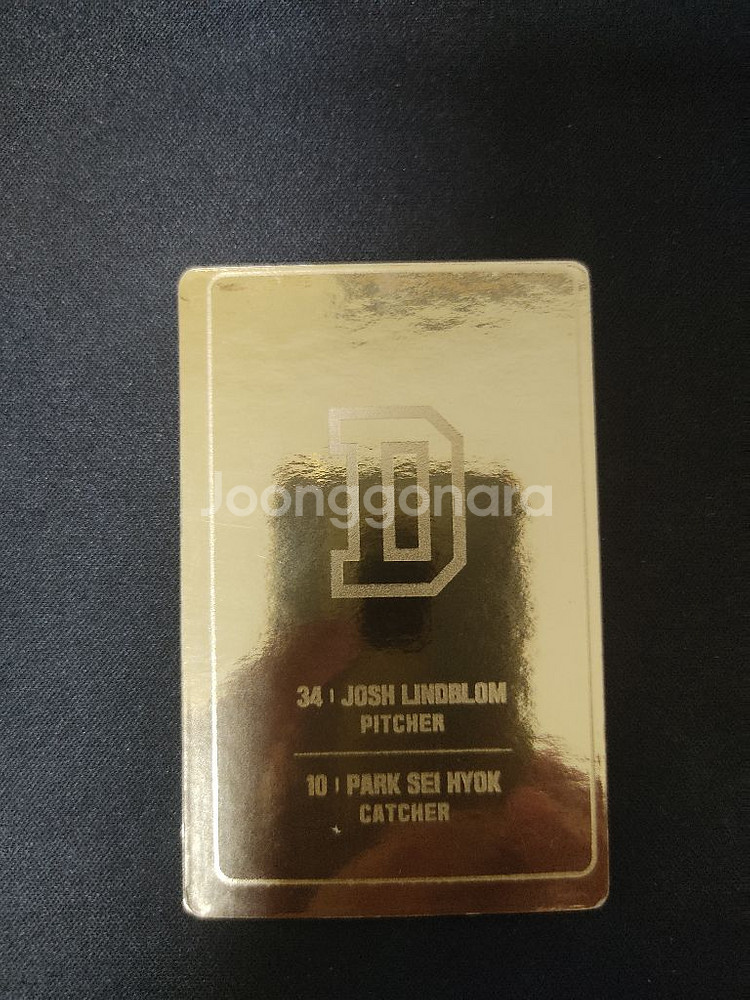 D
Joonggonara
34 | JOSH LINDBLOM
PITCHER
10 | PARK SEI HYOK
CATCHER